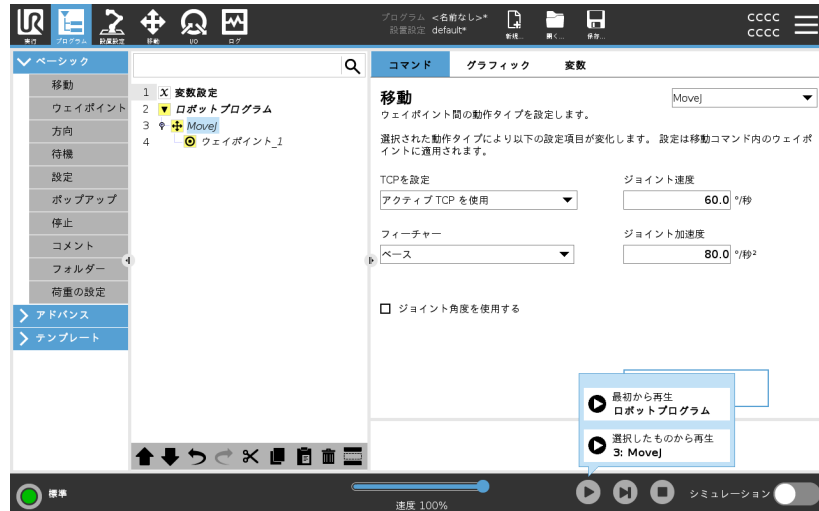 UR
実行
プログラム
設置設定
移動
I/O
ログ
プログラム <名前なし>*
設置設定 default*
新規...
開く...
保存...
cccc
cccc
ベーシック
移動
ウェイポイント
方向
待機
設定
ポップアップ
停止
コメント
フォルダー
荷重の設定
アドバンス
テンプレート
1 x 変数設定
2 ロボットプログラム
3 MoveJ
4 ウェイポイント_1
コマンド グラフィック 変数
移動
MoveJ
ウェイポイント間の動作タイプを設定します。
選択された動作タイプにより以下の設定項目が変化します。 設定は移動コマンド内のウェイポ
イントに適用されます。
TCPを設定
ジョイント速度
アクティブ TCP を使用
60.0 °/秒
フィーチャー
ジョイント加速度
ベース
80.0 °/秒²
ジョイント角度を使用する
最初から再生
ロボットプログラム
選択したものから再生
3: MoveJ
標準
速度 100%
シミュレーション